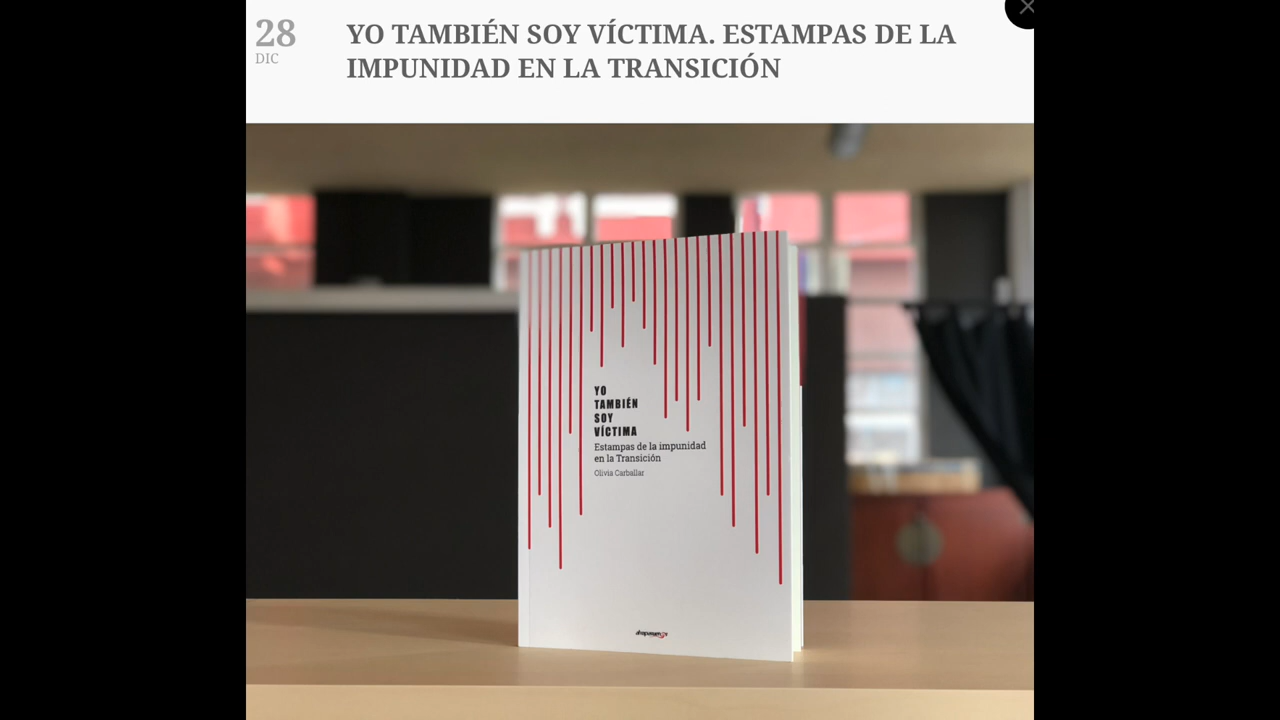 28
DIC
YO TAMBIÉN SOY VÍCTIMA. ESTAMPAS DE LA
IMPUNIDAD EN LA TRANSICIÓN
YO
TAMBIÉN
SOY
VÍCTIMA
Estampas de la impunidad
en la Transición
Olivia Carballar